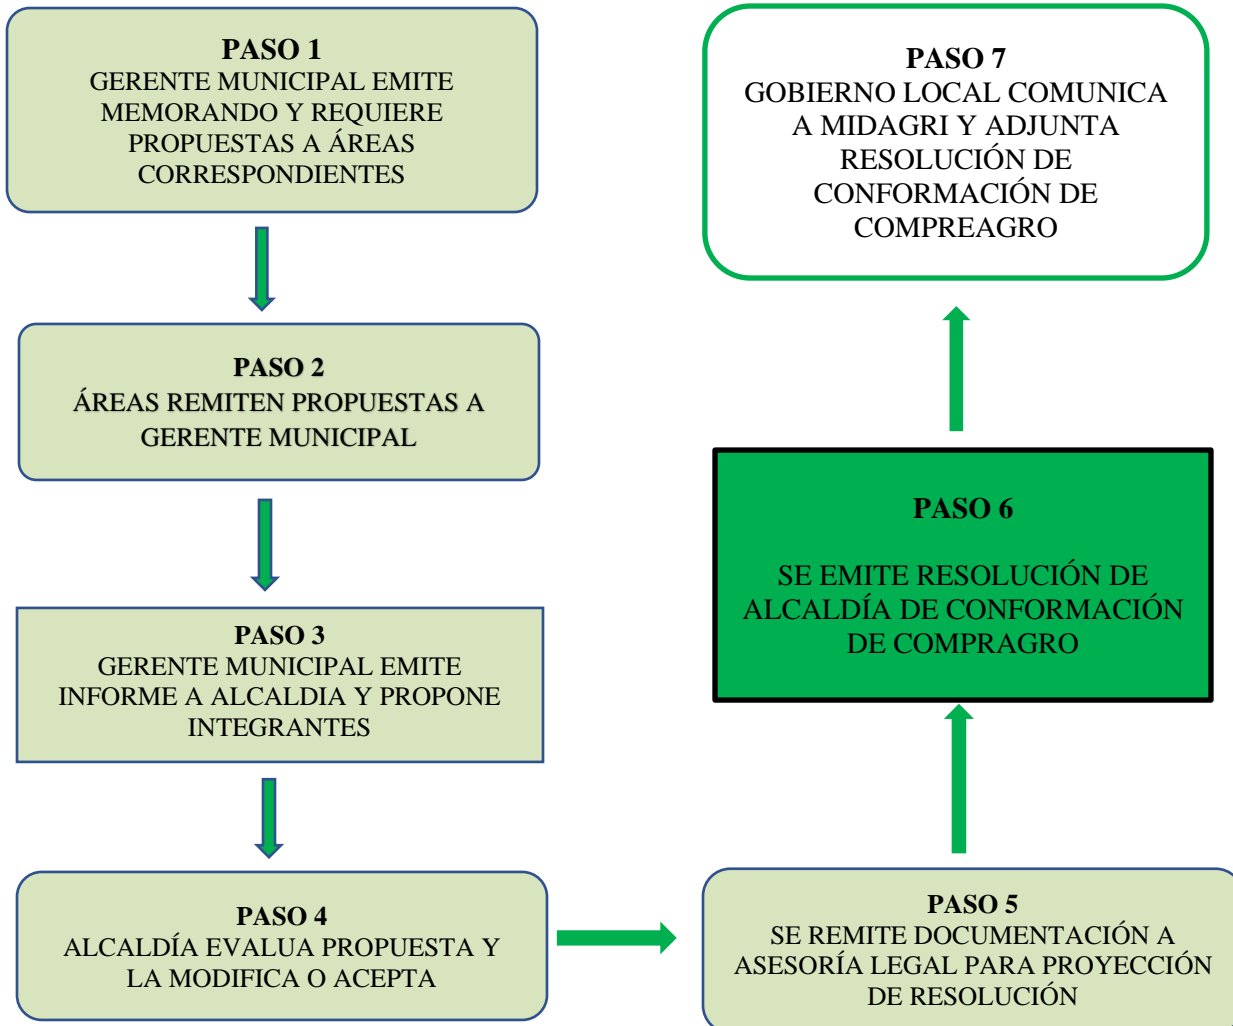 PASO 1
GERENTE MUNICIPAL EMITE
MEMORANDO Y REQUIERE
PROPUESTAS A ÁREAS
CORRESPONDIENTES
PASO 2
ÁREAS REMITEN PROPUESTAS A
GERENTE MUNICIPAL
PASO 3
GERENTE MUNICIPAL EMITE
INFORME A ALCALDIA Y PROPONE
INTEGRANTES
PASO 4
ALCALDÍA EVALUA PROPUESTA Y
LA MODIFICA O ACEPTA
PASO 5
SE REMITE DOCUMENTACIÓN A
ASESORÍA LEGAL PARA PROYECCIÓN
DE RESOLUCIÓN
PASO 6
SE EMITE RESOLUCIÓN DE
ALCALDÍA DE CONFORMACIÓN
DE COMPRAGRO
PASO 7
GOBIERNO LOCAL COMUNICA
A MIDAGRI Y ADJUNTA
RESOLUCIÓN DE
CONFORMACIÓN DE
COMPREAGRO